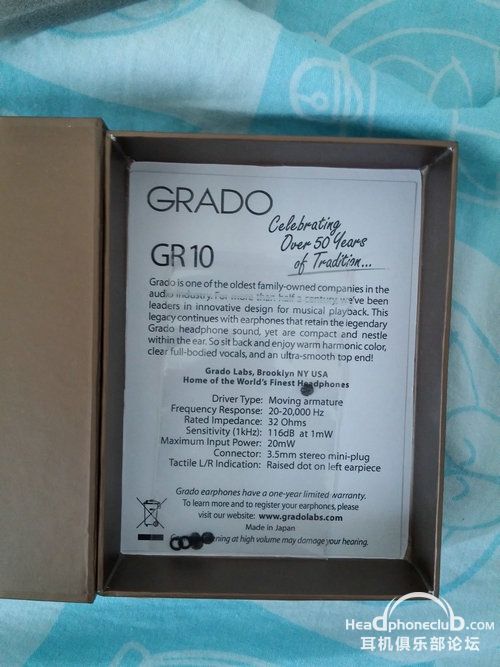 GRADO
Celebrating
Over 50 Years
of Tradition...
GR10
Grado is one of the oldest family-owned companies in the
audio industry. For more than half a century, we've been
leaders in innovative design for musical playback. This
legacy continues with earphones that retain the legendary
Grado headphone sound, yet are compact and nestle
within the ear. So sit back and enjoy warm harmonic color,
clear full-bodied vocals, and an ultra-smooth top end!
Grado Labs, Brooklyn NY USA
Home of the World's Finest Headphones
Driver Type: Moving armature
Frequency Response: 20-20,000 Hz
Rated Impedance: 32 Ohms
Sensitivity (1kHz): 116dB at 1mW
Maximum Input Power: 20mW
Connector: 3.5mm stereo mini-plug
Tactile L/R Indication: Raised dot on left earpiece
Grado earphones have a one-year limited warranty.
To learn more and to register your earphones, please
visit our website: www.gradolabs.com
Made in Japan
at high volume may damage your hearing.
HeadphoneClub.com
耳机俱乐部论坛